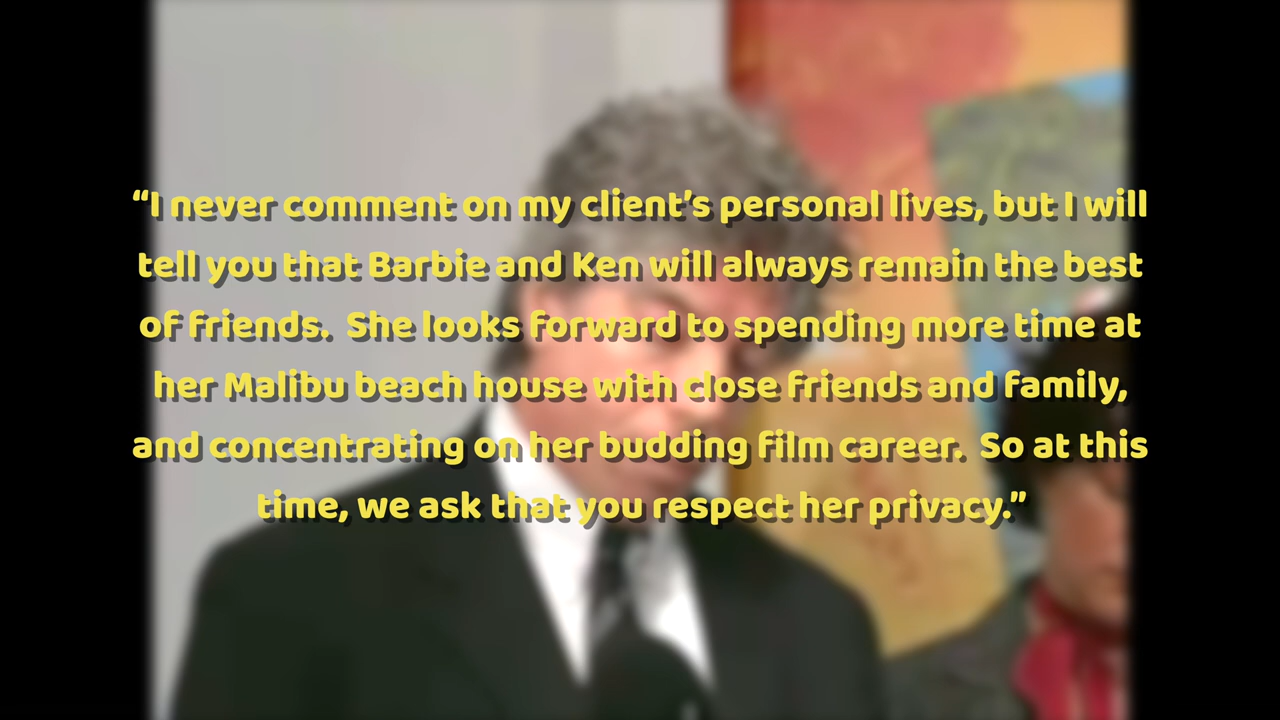 “I never comment on my client’s personal lives, but I will
tell you that Barbie and Ken will always remain the best
of friends.  She looks forward to spending more time at
her Malibu beach house with close friends and family,
and concentrating on her budding film career.  So at this
time, we ask that you respect her privacy.”